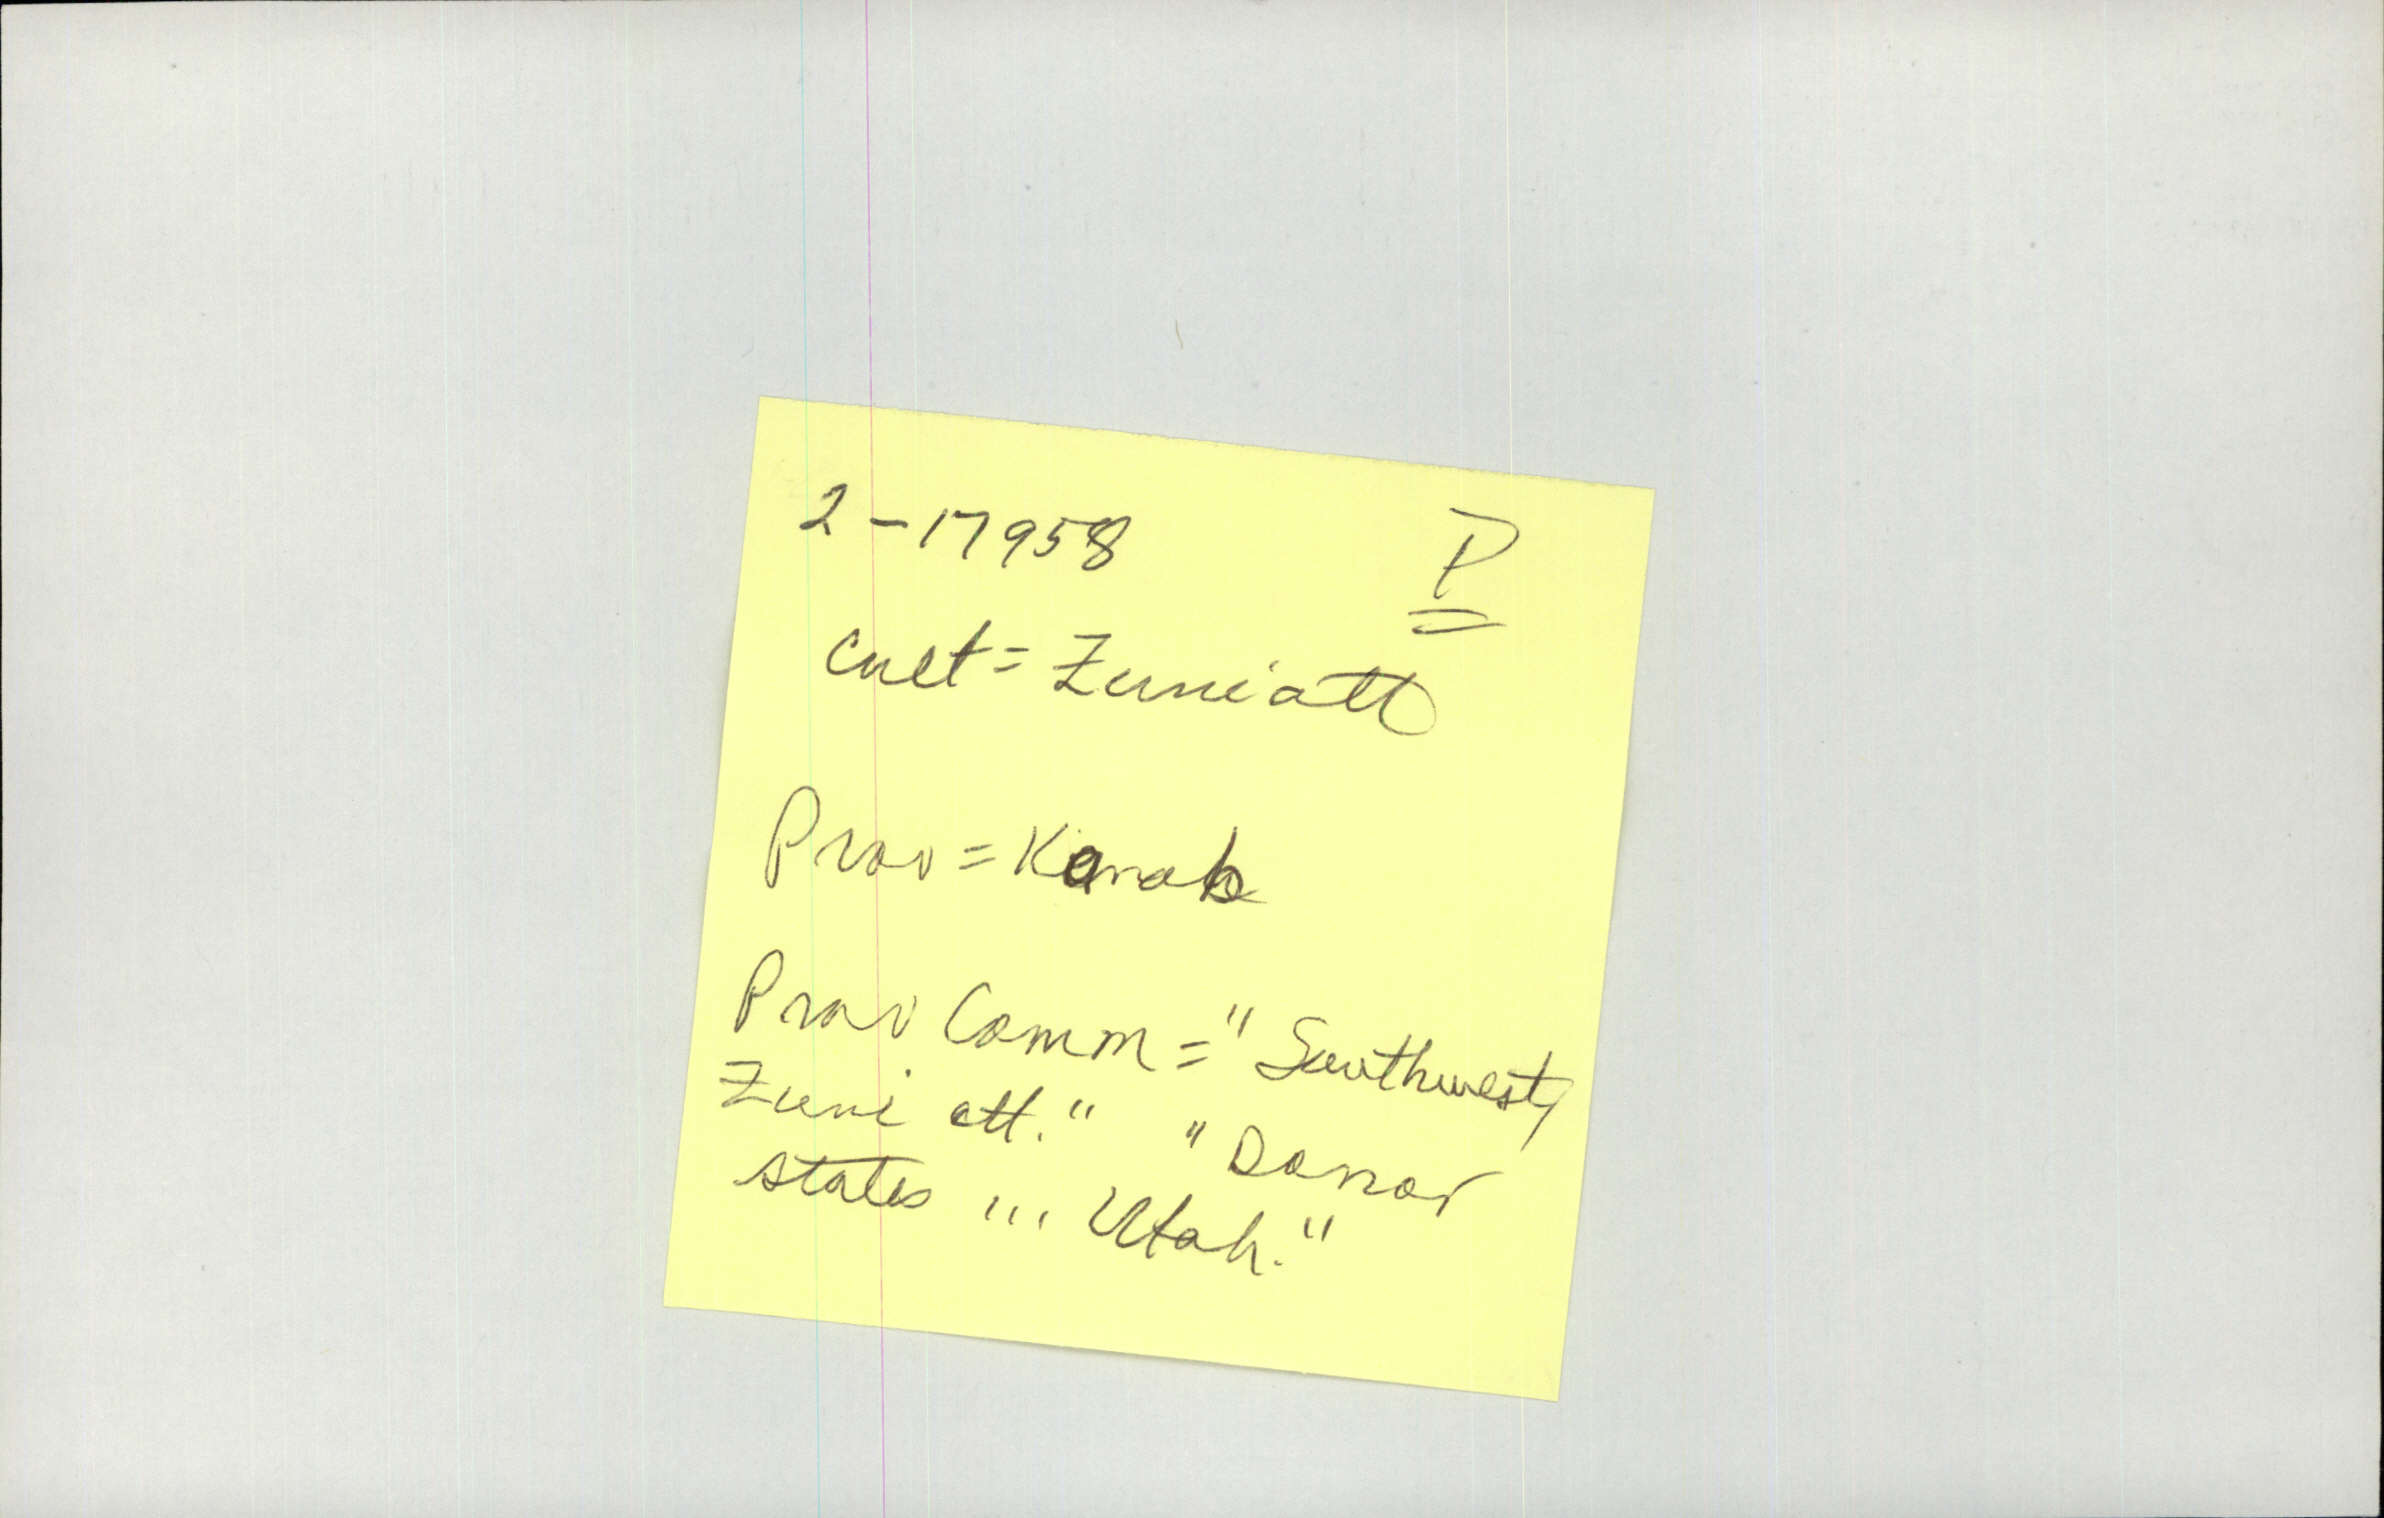 2-17958 P
Cult = Zuni att
Prov = Kanab
Prov Comm = "Southwest,
Zuni att." "Donor
states ... Utah."